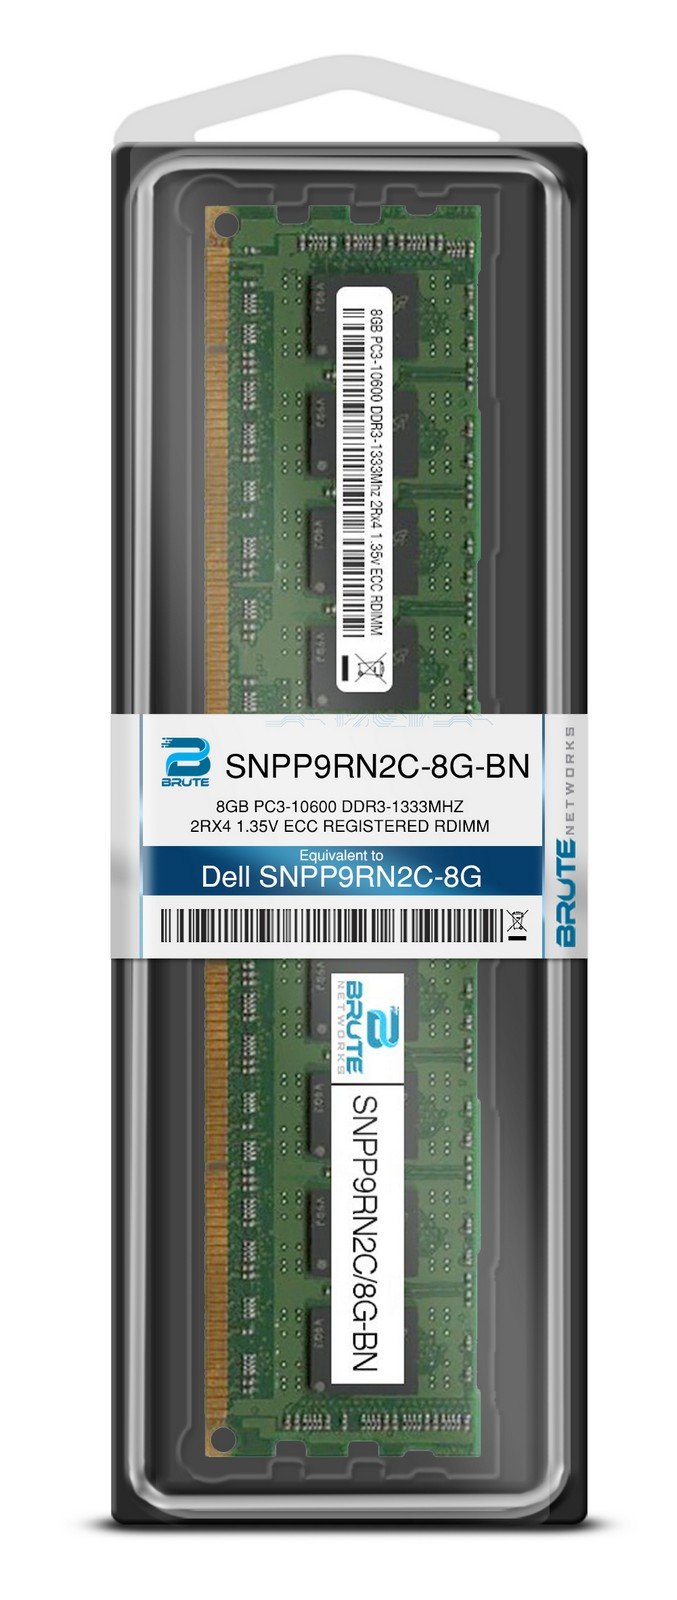 8GB PC3-10600 DDR3-1333Mhz 2Rx4 1.35v ECC RDIMM
BRUTE
SNPP9RN2C-8G-BN
8GB PC3-10600 DDR3-1333MHZ
2RX4 1.35V ECC REGISTERED RDIMM
Equivalent to
Dell SNPP9RN2C-8G
BRUTE NETWORKS
BRUTE
NETWORKS
SNPP9RN2C/8G-BN